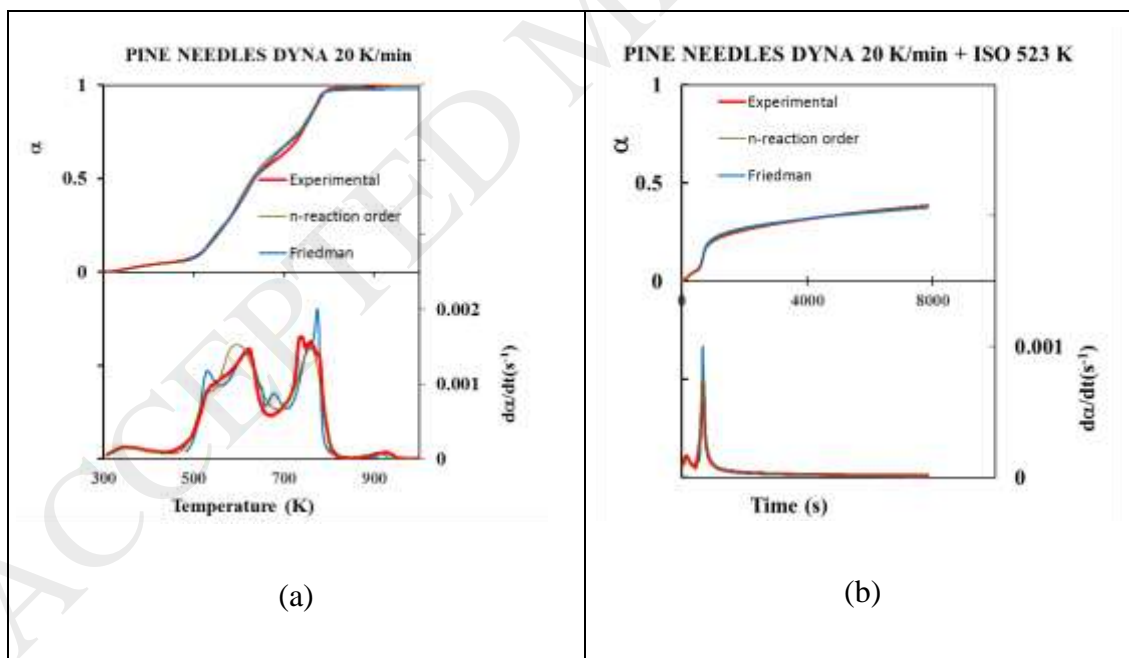 PINE NEEDLES DYNA 20 K/min
1
α
0.5
0
Experimental
n-reaction order
Friedman
0.002
0.001
0
dα/dt(s⁻¹)
300
500
700
900
Temperature (K)
(a)
PINE NEEDLES DYNA 20 K/min + ISO 523 K
1
α
0.5
0
Experimental
n-reaction order
Friedman
0
4000
8000
0.001
0
dα/dt(s⁻¹)
Time (s)
(b)
ACCEPTED M